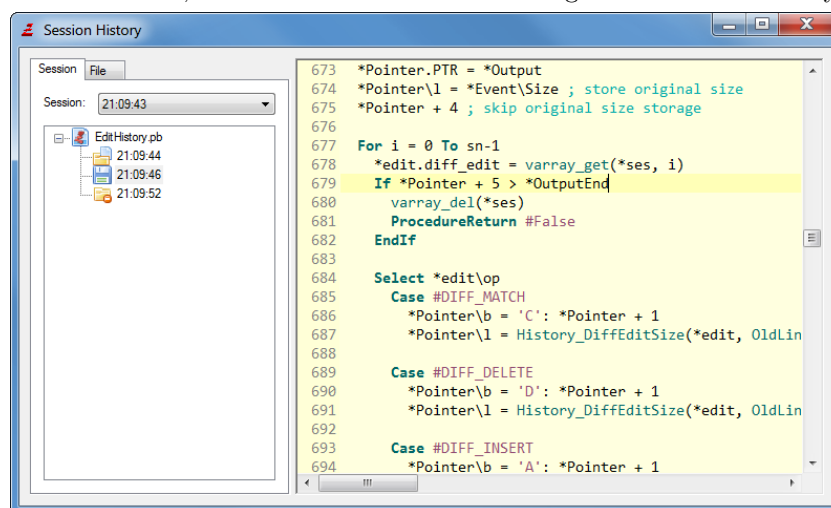 Session History
Session File
Session: 21:09:43
EditHistory.pb
21:09:44
21:09:46
21:09:52
673 *Pointer.PTR = *Output
674 *Pointer\l = *Event\Size ; store original size
675 *Pointer + 4 ; skip original size storage
676
677 For i = 0 To sn-1
678 *edit.diff_edit = varray_get(*ses, i)
679 If *Pointer + 5 > *OutputEnd
680 varray_del(*ses)
681 ProcedureReturn #False
682 EndIf
683
684 Select *edit\op
685 Case #DIFF_MATCH
686 *Pointer\b = 'C': *Pointer + 1
687 *Pointer\l = History_DiffEditSize(*edit, OldLin
688
689 Case #DIFF_DELETE
690 *Pointer\b = 'D': *Pointer + 1
691 *Pointer\l = History_DiffEditSize(*edit, OldLin
692
693 Case #DIFF_INSERT
694 *Pointer\b = 'A': *Pointer + 1